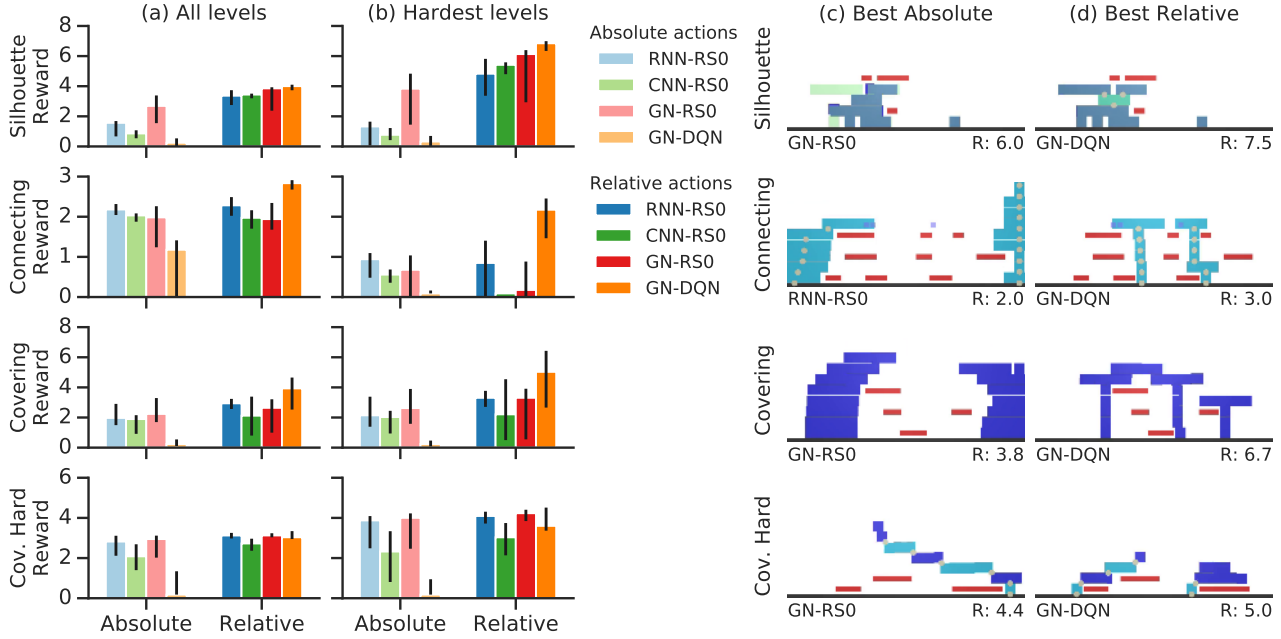 (a) All levels
(b) Hardest levels
(c) Best Absolute
(d) Best Relative
Silhouette
Reward
8
6
4
2
0
Absolute actions
RNN-RS0
CNN-RS0
GN-RS0
GN-DQN
Silhouette
GN-RS0 R: 6.0
GN-DQN R: 7.5
Connecting
Reward
3
2
1
0
Relative actions
RNN-RS0
CNN-RS0
GN-RS0
GN-DQN
Connecting
RNN-RS0 R: 2.0
GN-DQN R: 3.0
Covering
Reward
8
6
4
2
0
Covering
GN-RS0 R: 3.8
GN-DQN R: 6.7
Cov. Hard
Reward
6
4
2
0
Absolute Relative
Absolute Relative
Cov. Hard
GN-RS0 R: 4.4
GN-DQN R: 5.0